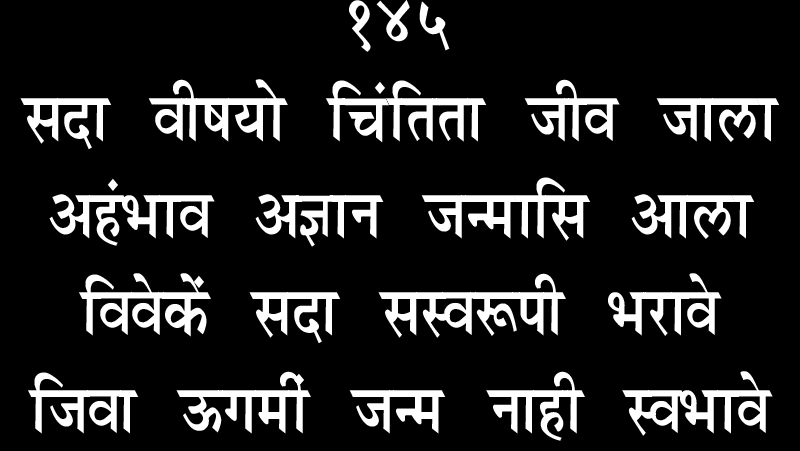 १४५
सदा वीषयो चिंतिता जीव जाला
अहंभाव अज्ञान जन्मासि आला
विवेकें सदा सस्वरूपी भरावे
जिवा ऊगमीं जन्म नाही स्वभावे